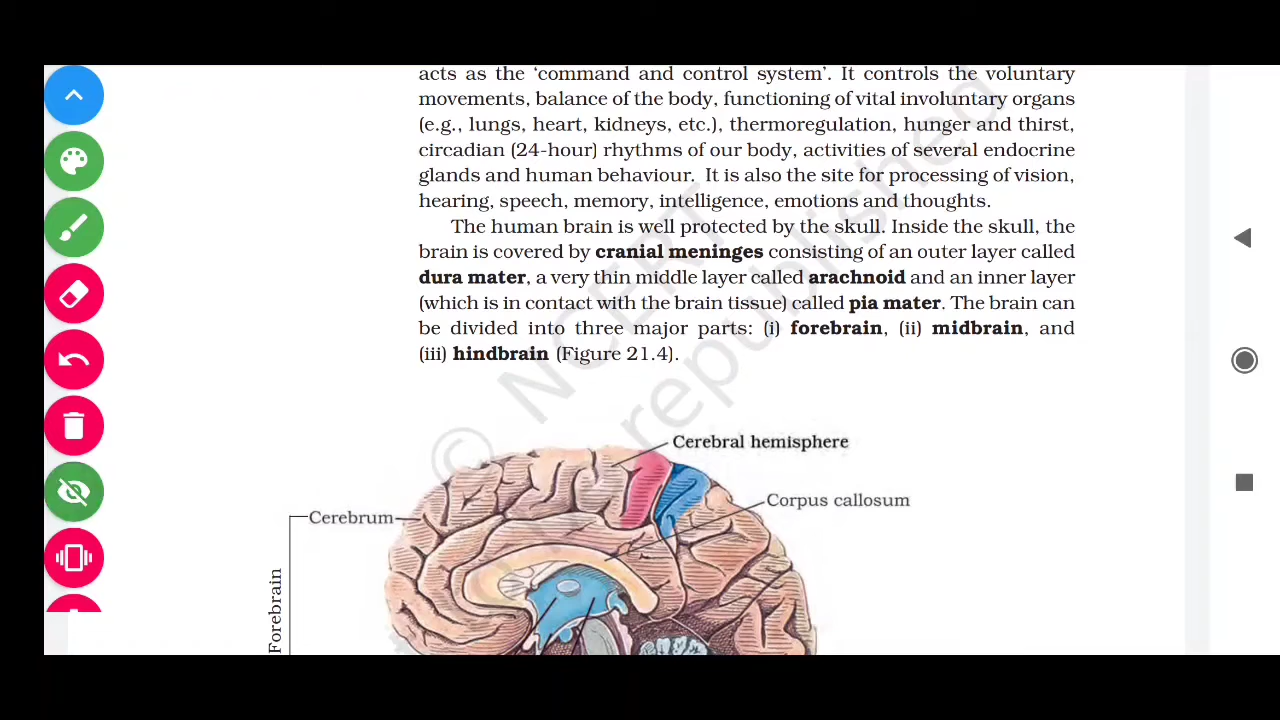 acts as the ‘command and control system’. It controls the voluntary
movements, balance of the body, functioning of vital involuntary organs
(e.g., lungs, heart, kidneys, etc.), thermoregulation, hunger and thirst,
circadian (24-hour) rhythms of our body, activities of several endocrine
glands and human behaviour.  It is also the site for processing of vision,
hearing, speech, memory, intelligence, emotions and thoughts.
The human brain is well protected by the skull. Inside the skull, the
brain is covered by cranial meninges consisting of an outer layer called
dura mater, a very thin middle layer called arachnoid and an inner layer
(which is in contact with the brain tissue) called pia mater. The brain can
be divided into three major parts: (i) forebrain, (ii) midbrain, and
(iii) hindbrain (Figure 21.4).
© NCERT
republished
Cerebral hemisphere
Corpus callosum
Cerebrum
Forebrain